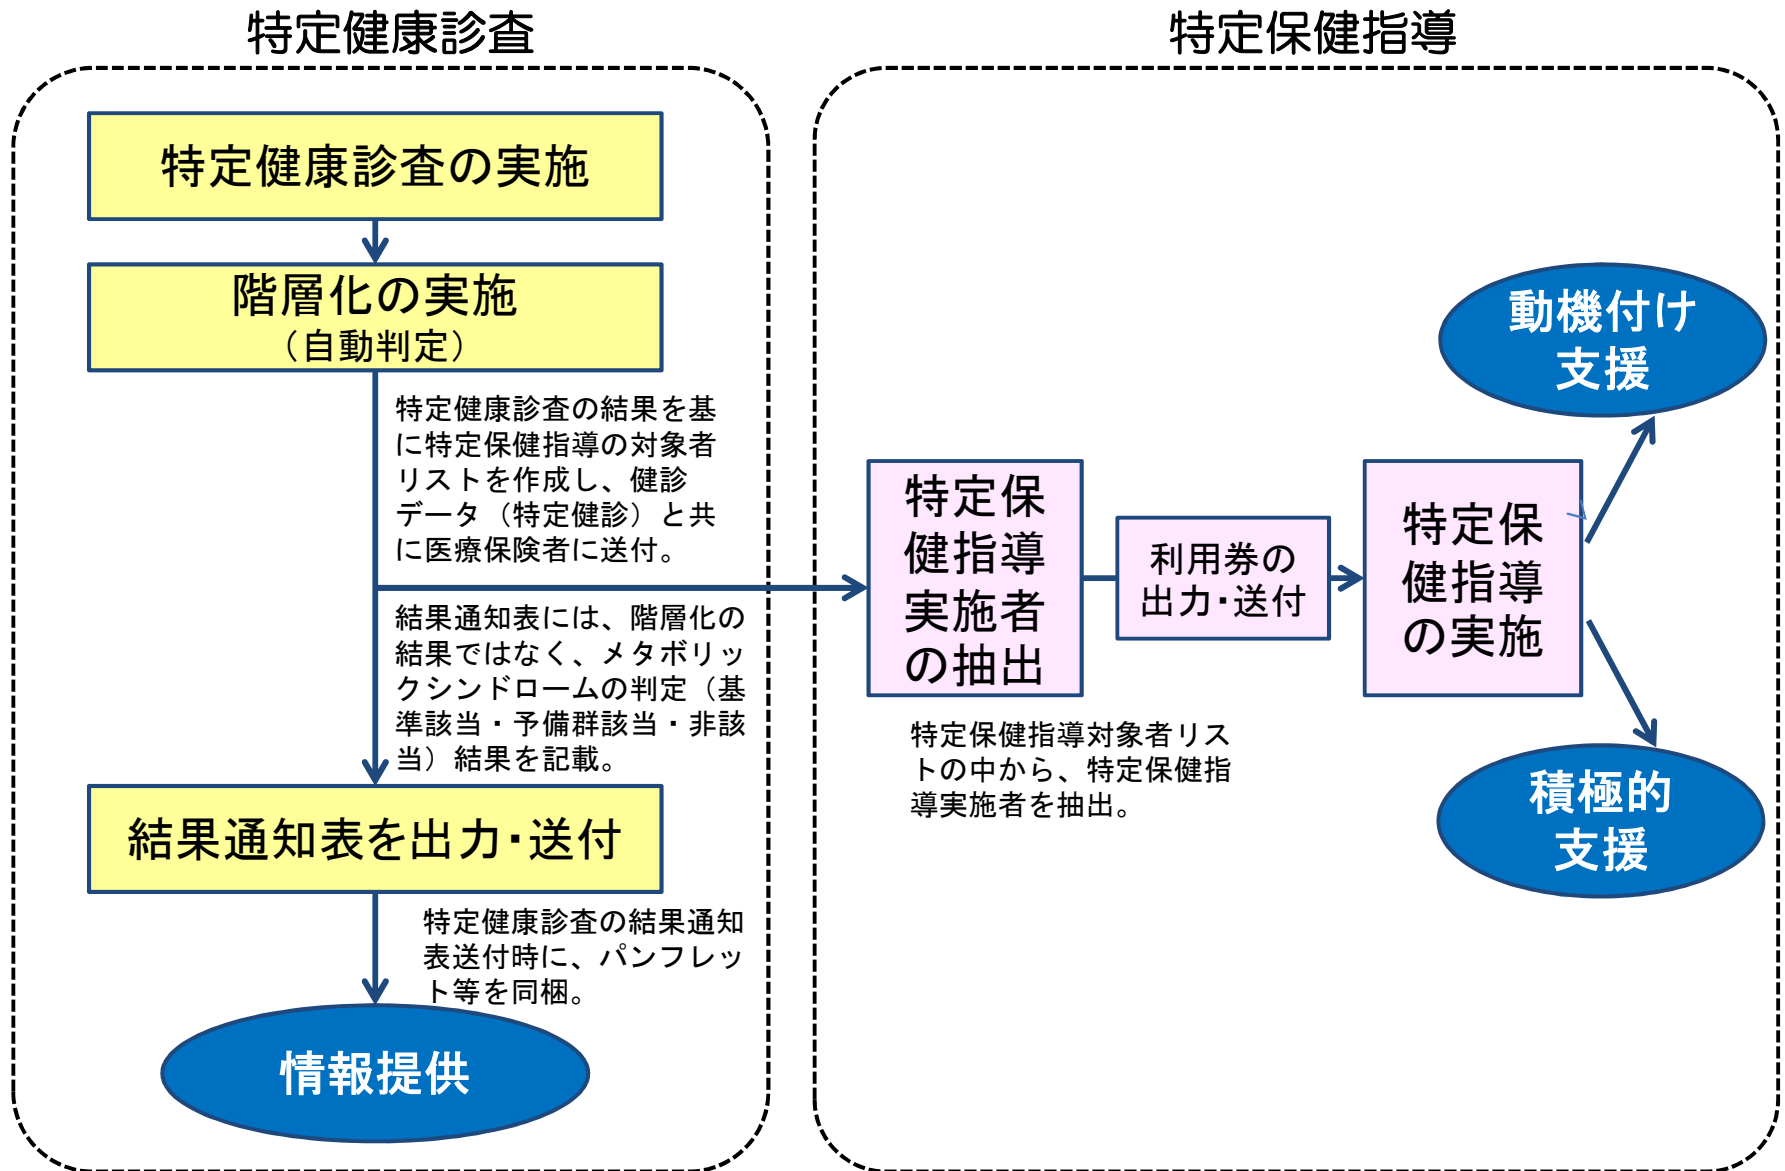 特定健康診査
特定健康診査の実施
階層化の実施
（自動判定）
特定健康診査の結果を基
に特定保健指導の対象者
リストを作成し、健診
データ（特定健診）と共
に医療保険者に送付。
結果通知表には、階層化の
結果ではなく、メタボリッ
クシンドロームの判定（基
準該当・予備群該当・非該
当）結果を記載。
結果通知表を出力・送付
特定健康診査の結果通知
表送付時に、パンフレッ
ト等を同梱。
情報提供
特定保健指導
特定保
健指導
実施者
の抽出
特定保健指導対象者リス
トの中から、特定保健指
導実施者を抽出。
利用券の
出力・送付
特定保
健指導
の実施
動機付け
支援
積極的
支援